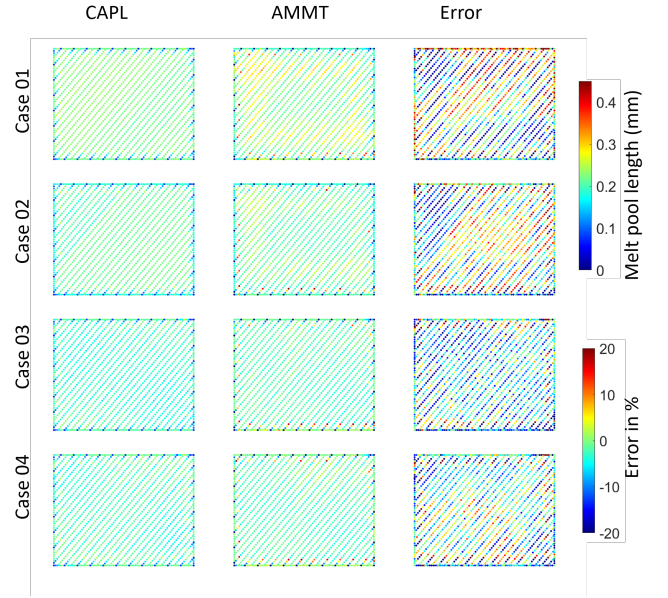 CAPL AMMT Error
Case 01
Case 02
Case 03
Case 04
0.4
0.3
0.2
0.1
0
Melt pool length (mm)
20
10
0
-10
-20
Error in %